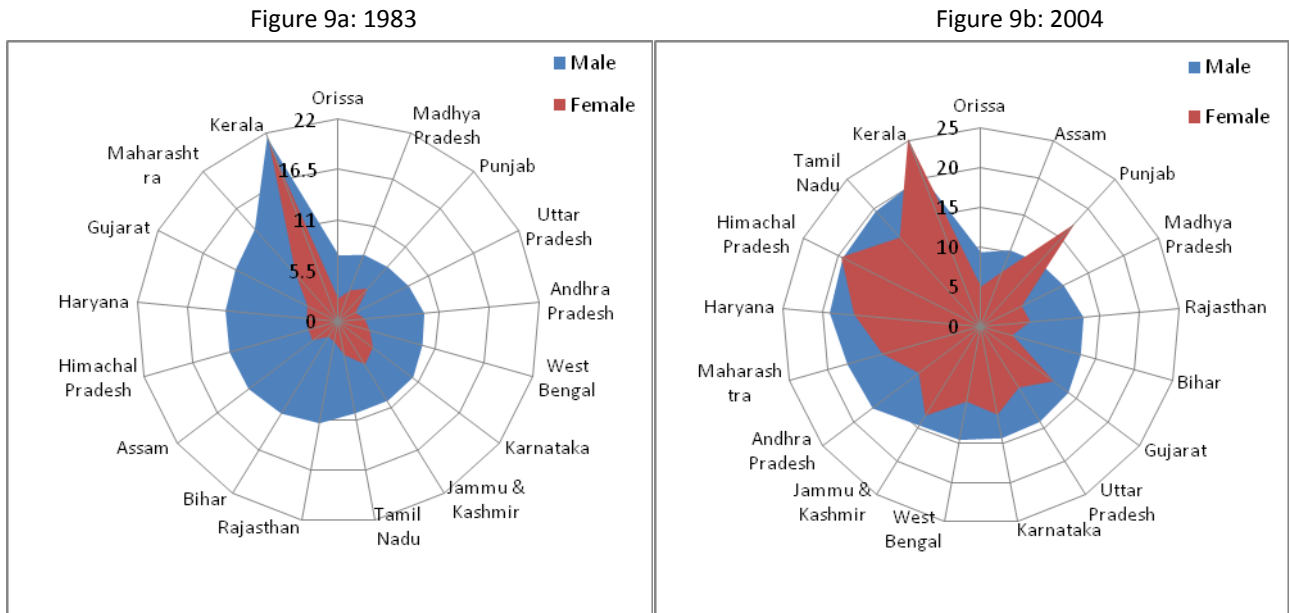 Figure 9a: 1983
Male
Female
Orissa
Madhya
Pradesh
Punjab
Uttar
Pradesh
Andhra
Pradesh
West
Bengal
Karnataka
Jammu &
Kashmir
Tamil
Nadu
Rajasthan
Bihar
Assam
Himachal
Pradesh
Haryana
Gujarat
Maharasht
ra
Kerala
22
16.5
11
5.5
0
Figure 9b: 2004
Male
Female
Orissa
Assam
Punjab
Madhya
Pradesh
Rajasthan
Bihar
Gujarat
Uttar
Pradesh
Karnataka
West
Bengal
Jammu &
Kashmir
Andhra
Pradesh
Maharash
tra
Haryana
Himachal
Pradesh
Tamil
Nadu
Kerala
25
20
15
10
5
0